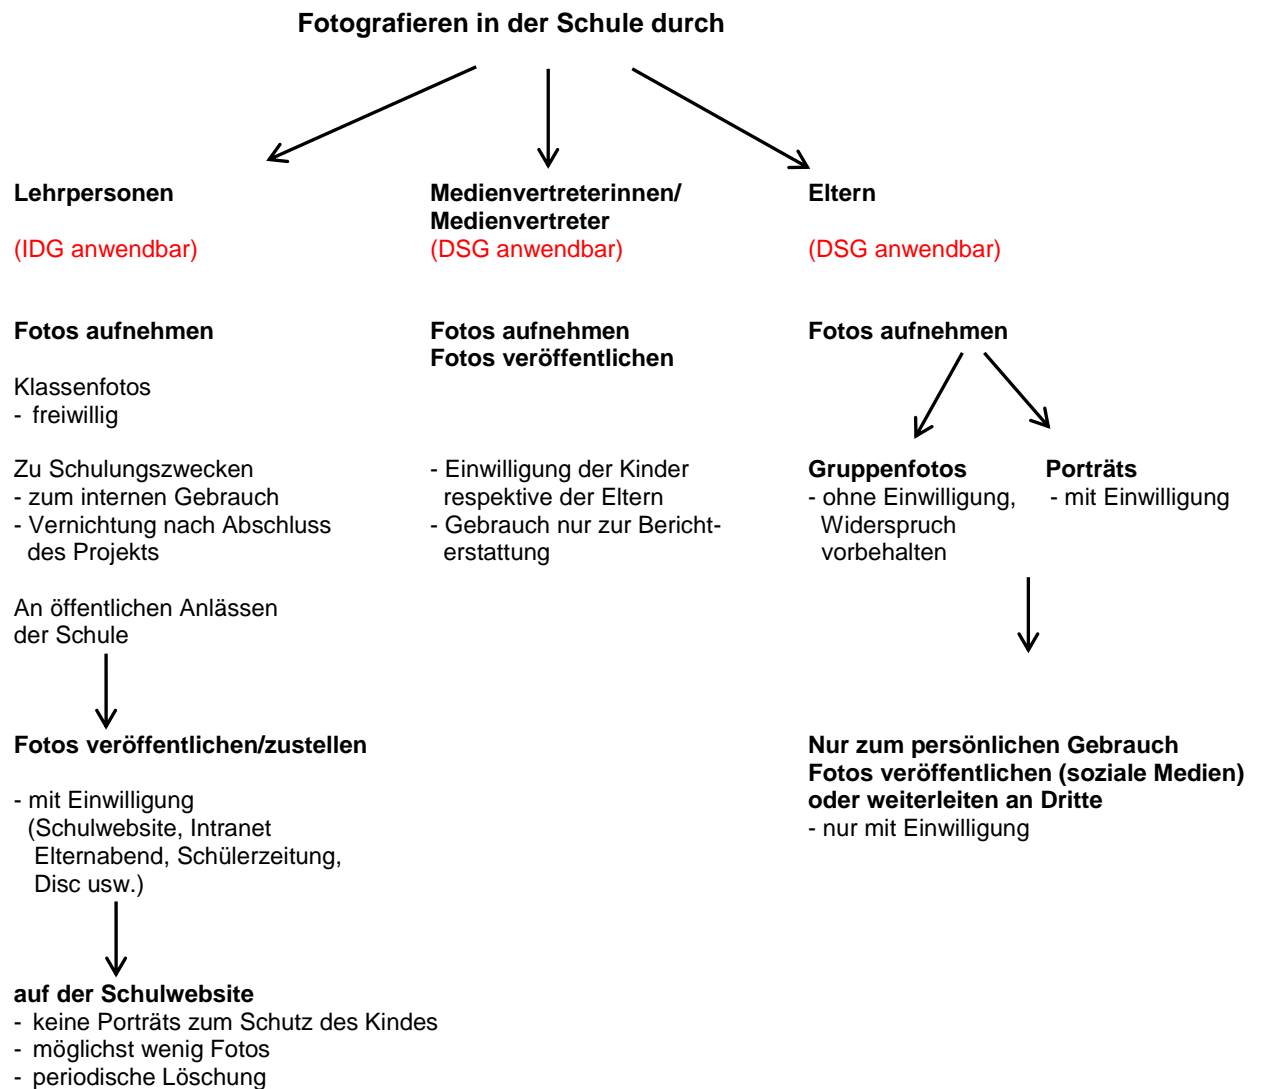 Fotografieren in der Schule durch
Lehrpersonen
(IDG anwendbar)
Fotos aufnehmen
Klassenfotos
- freiwillig
Zu Schulungszwecken
- zum internen Gebrauch
- Vernichtung nach Abschluss
des Projekts
An öffentlichen Anlässen
der Schule
Fotos veröffentlichen/zustellen
- mit Einwilligung
(Schulwebsite, Intranet
Elternabend, Schülerzeitung,
Disc usw.)
auf der Schulwebsite
- keine Porträts zum Schutz des Kindes
- möglichst wenig Fotos
- periodische Löschung
Medienvertreterinnen/
Medienvertreter
(DSG anwendbar)
Fotos aufnehmen
Fotos veröffentlichen
- Einwilligung der Kinder
respektive der Eltern
- Gebrauch nur zur Bericht-
erstattung
Eltern
(DSG anwendbar)
Fotos aufnehmen
Gruppenfotos
- ohne Einwilligung,
Widerspruch
vorbehalten
Porträts
- mit Einwilligung
Nur zum persönlichen Gebrauch
Fotos veröffentlichen (soziale Medien)
oder weiterleiten an Dritte
- nur mit Einwilligung